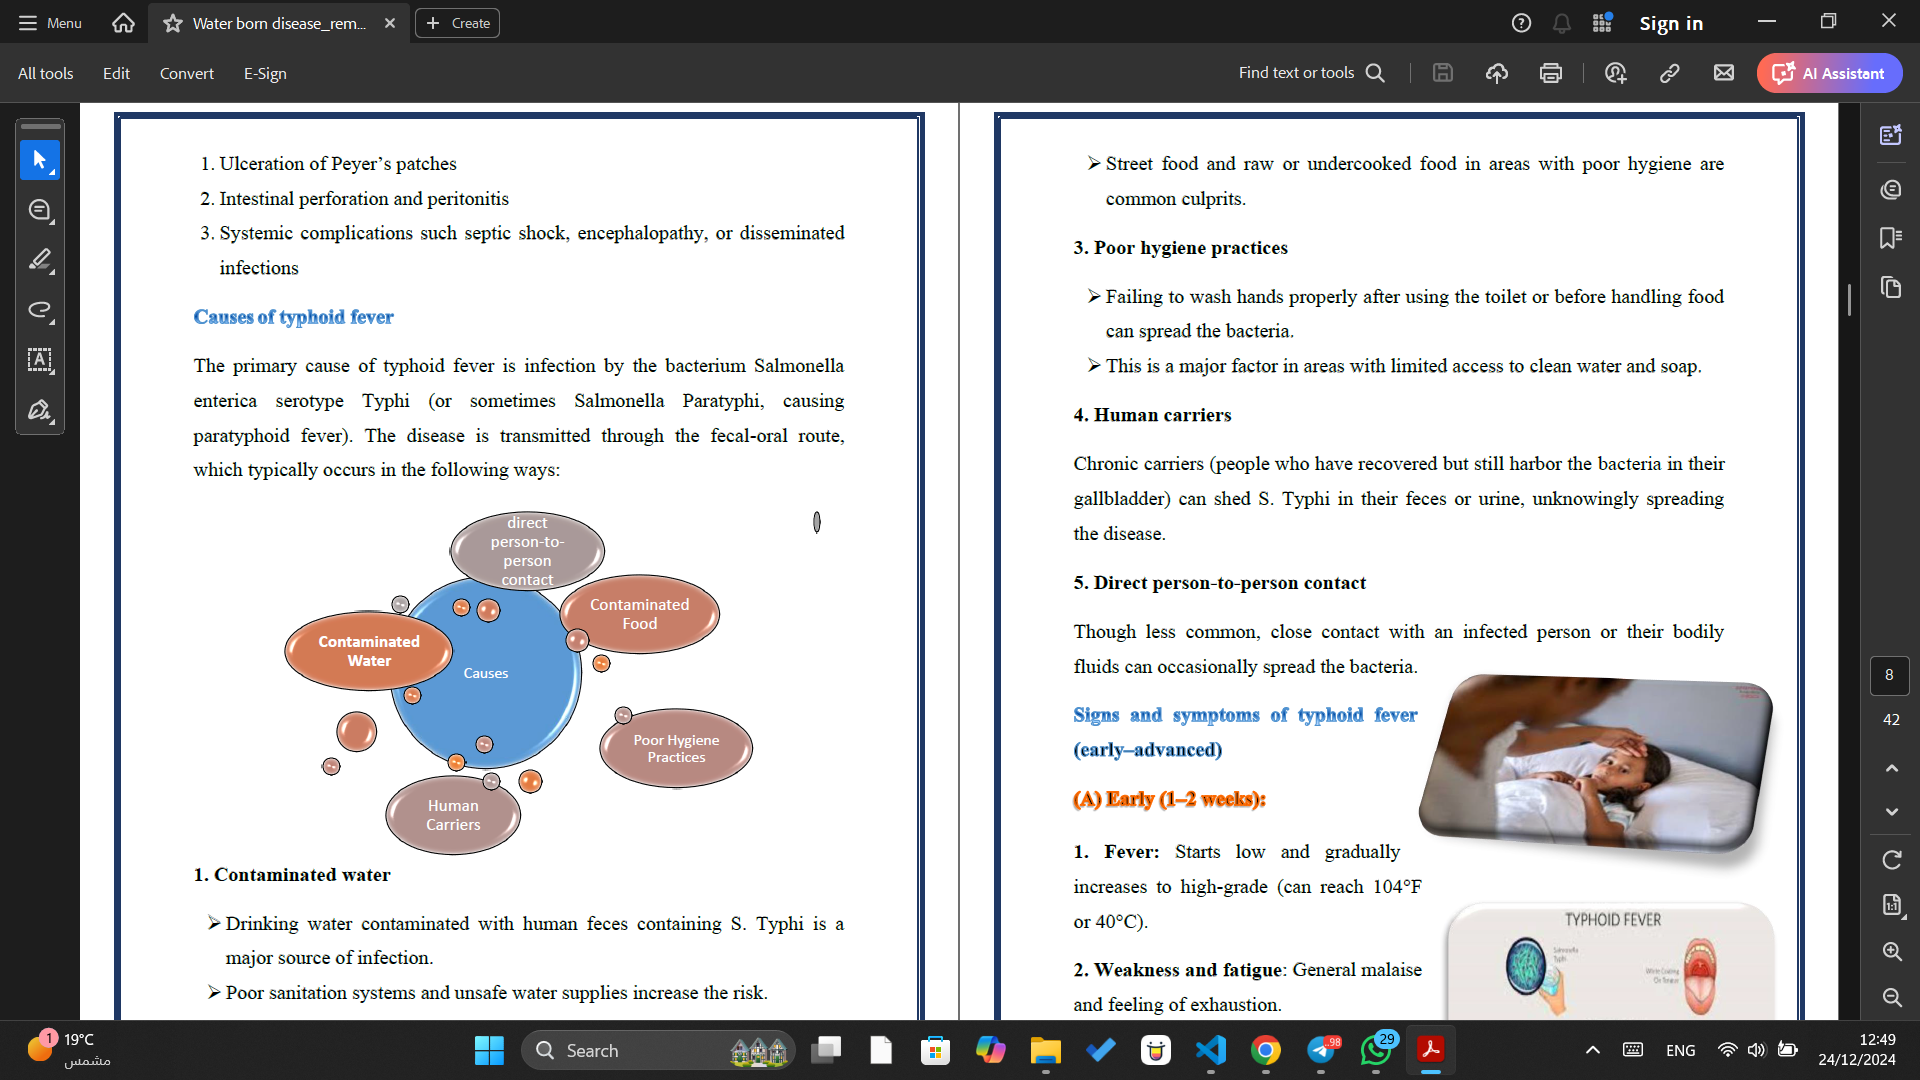 Menu
Water born disease_rem...
Create
Sign in
All tools
Edit
Convert
E-Sign
Find text or tools
AI Assistant
1. Ulceration of Peyer’s patches
2. Intestinal perforation and peritonitis
3. Systemic complications such septic shock, encephalopathy, or disseminated
infections
Causes of typhoid fever
The primary cause of typhoid fever is infection by the bacterium Salmonella
enterica serotype Typhi (or sometimes Salmonella Paratyphi, causing
paratyphoid fever). The disease is transmitted through the fecal-oral route,
which typically occurs in the following ways:
direct
person-to-
person
contact
Contaminated
Food
Contaminated
Water
Causes
Poor Hygiene
Practices
Human
Carriers
1. Contaminated water
➢ Drinking water contaminated with human feces containing S. Typhi is a
major source of infection.
➢ Poor sanitation systems and unsafe water supplies increase the risk.
➢ Street food and raw or undercooked food in areas with poor hygiene are
common culprits.
3. Poor hygiene practices
➢ Failing to wash hands properly after using the toilet or before handling food
can spread the bacteria.
➢ This is a major factor in areas with limited access to clean water and soap.
4. Human carriers
Chronic carriers (people who have recovered but still harbor the bacteria in their
gallbladder) can shed S. Typhi in their feces or urine, unknowingly spreading
the disease.
5. Direct person-to-person contact
Though less common, close contact with an infected person or their bodily
fluids can occasionally spread the bacteria.
Signs and symptoms of typhoid fever
(early–advanced)
(A) Early (1–2 weeks):
1. Fever: Starts low and gradually
increases to high-grade (can reach 104°F
or 40°C).
2. Weakness and fatigue: General malaise
and feeling of exhaustion.
TYPHOID FEVER
Salmonella
Typhi
White Coating
On Tongue
8
42
1:1
1
19°C
مشمس
Search
98
29
ENG
12:49
24/12/2024